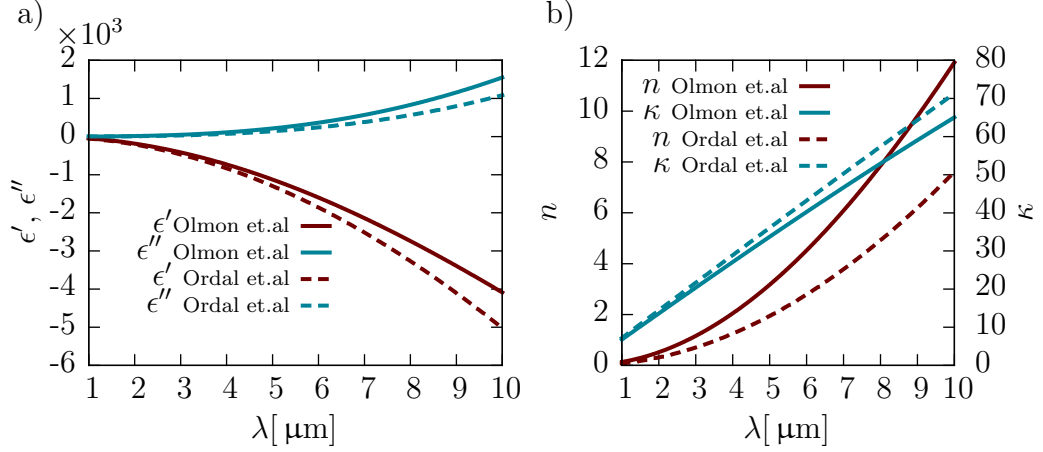 a)
×10³
2
1
0
-1
-2
-3
-4
-5
-6
ϵ′, ϵ″
ϵ′ Olmon et.al
ϵ″ Olmon et.al
ϵ′ Ordal et.al
ϵ″ Ordal et.al
1 2 3 4 5 6 7 8 9 10
λ[ μm]
b)
12
10
8
6
4
2
0
n
n Olmon et.al
κ Olmon et.al
n Ordal et.al
κ Ordal et.al
80
70
60
50
40
30
20
10
0
κ
1 2 3 4 5 6 7 8 9 10
λ[ μm]